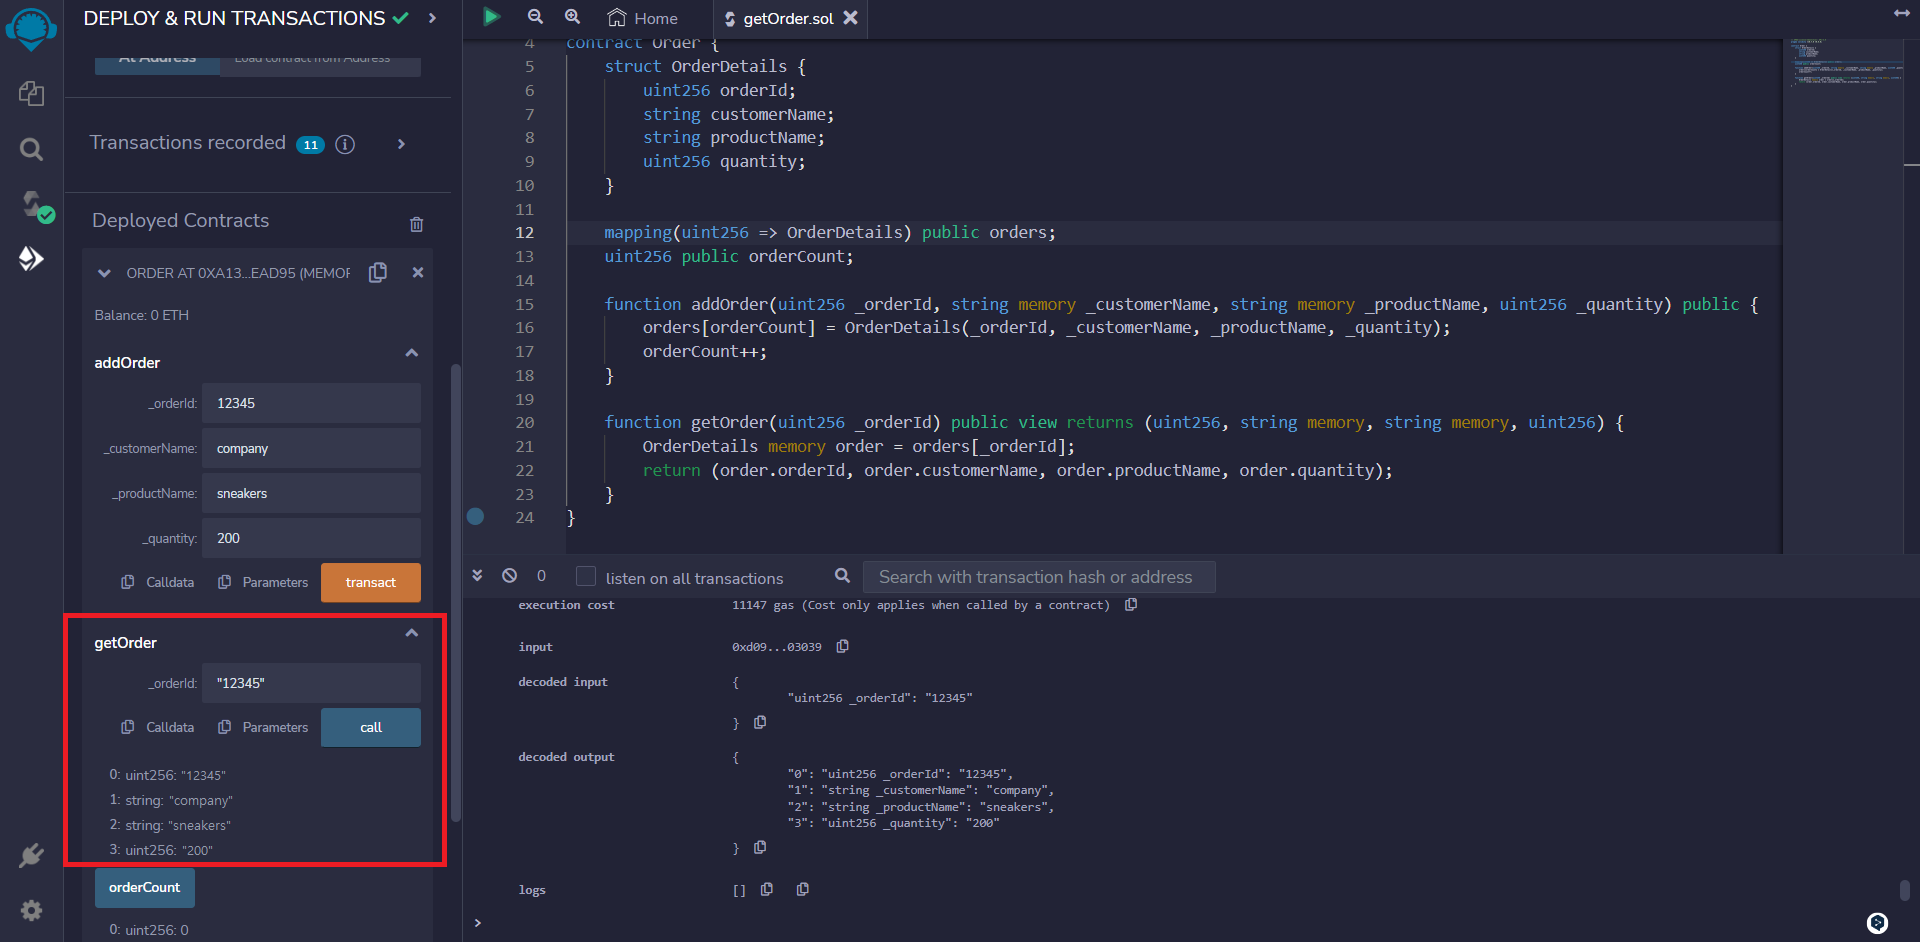 DEPLOY & RUN TRANSACTIONS
At Address
Load contract from Address
Transactions recorded 11
Deployed Contracts
ORDER AT 0XA13...EAD95 (MEMOR
Balance: 0 ETH
addOrder
_orderId: 12345
_customerName: company
_productName: sneakers
_quantity: 200
Calldata Parameters transact
getOrder
_orderId: "12345"
Calldata Parameters call
0: uint256: "12345"
1: string: "company"
2: string: "sneakers"
3: uint256: "200"
orderCount
0: uint256: 0
Home getOrder.sol
4 contract Order {
5 struct OrderDetails {
6 uint256 orderId;
7 string customerName;
8 string productName;
9 uint256 quantity;
10 }
11
12 mapping(uint256 => OrderDetails) public orders;
13 uint256 public orderCount;
14
15 function addOrder(uint256 _orderId, string memory _customerName, string memory _productName, uint256 _quantity) public {
16 orders[orderCount] = OrderDetails(_orderId, _customerName, _productName, _quantity);
17 orderCount++;
18 }
19
20 function getOrder(uint256 _orderId) public view returns (uint256, string memory, string memory, uint256) {
21 OrderDetails memory order = orders[_orderId];
22 return (order.orderId, order.customerName, order.productName, order.quantity);
23 }
24 }
0 listen on all transactions Search with transaction hash or address
execution cost 11147 gas (Cost only applies when called by a contract)
input 0xd09...03039
decoded input {
"uint256 _orderId": "12345"
}
decoded output {
"0": "uint256 _orderId": "12345",
"1": "string _customerName": "company",
"2": "string _productName": "sneakers",
"3": "uint256 _quantity": "200"
}
logs []
>